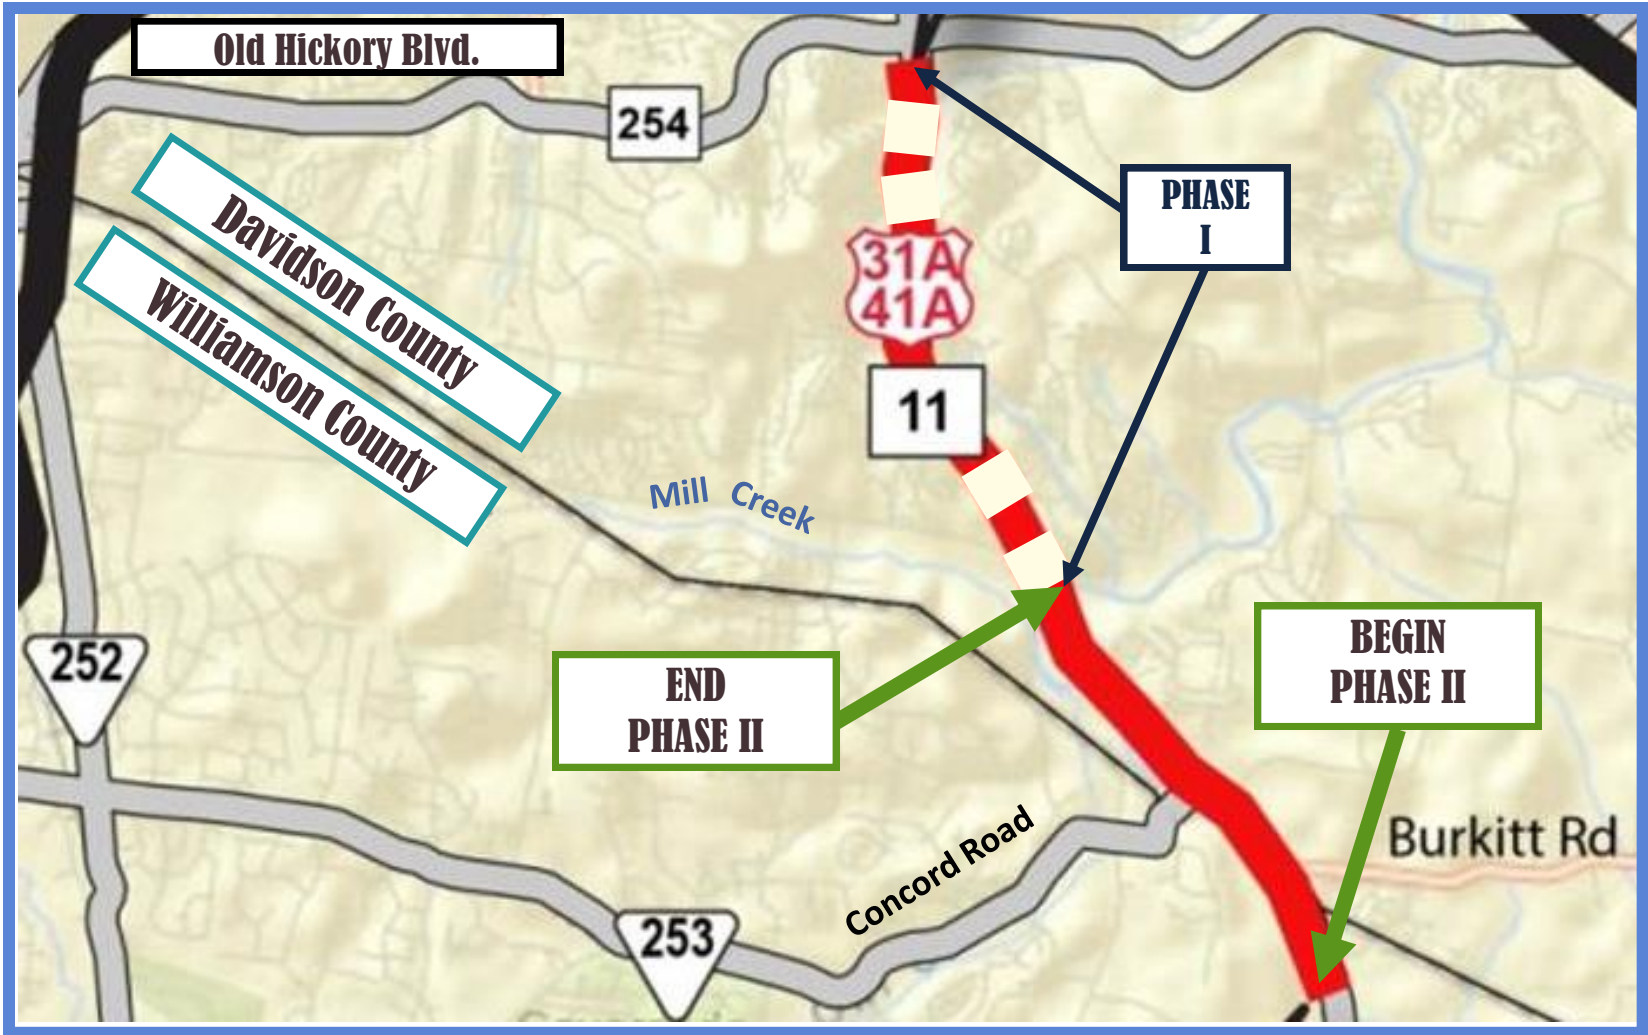 Old Hickory Blvd.
254
Davidson County
Williamson County
PHASE
I
31A
41A
11
Mill Creek
252
END
PHASE II
BEGIN
PHASE II
Burkitt Rd
Concord Road
253